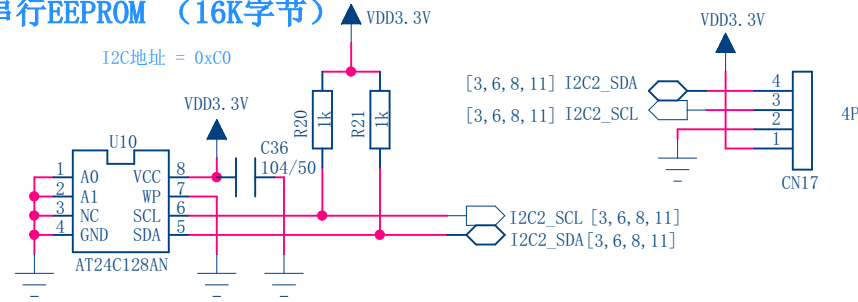 串行EEPROM （16K字节）
I2C地址 = 0xC0
VDD3.3V
VDD3.3V
VDD3.3V
[3,6,8,11] I2C2_SDA
[3,6,8,11] I2C2_SCL
4
3
2
1
4P
CN17
R20
1k
R21
1k
C36
104/50
U10
1 A0 VCC 8
2 A1 WP 7
3 NC SCL 6
4 GND SDA 5
AT24C128AN
I2C2_SCL [3,6,8,11]
I2C2_SDA[3,6,8,11]